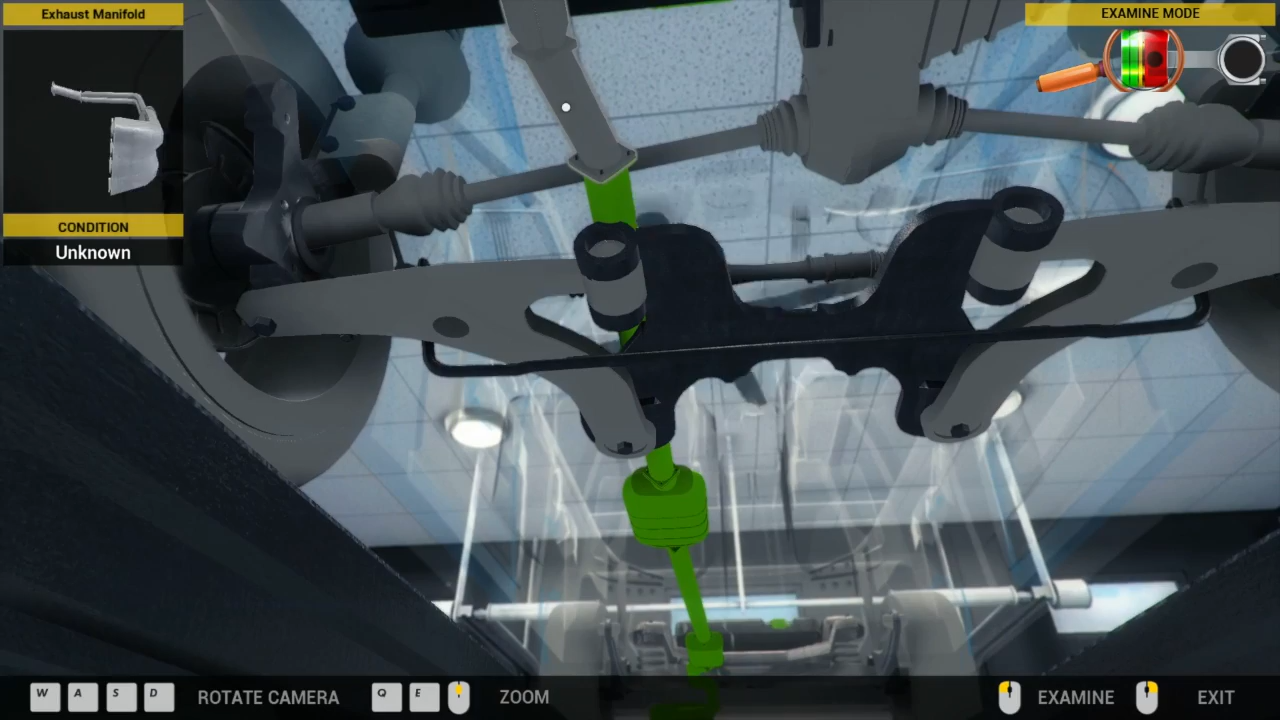 Exhaust Manifold
CONDITION
Unknown
EXAMINE MODE
W A S D ROTATE CAMERA Q E ZOOM EXAMINE EXIT